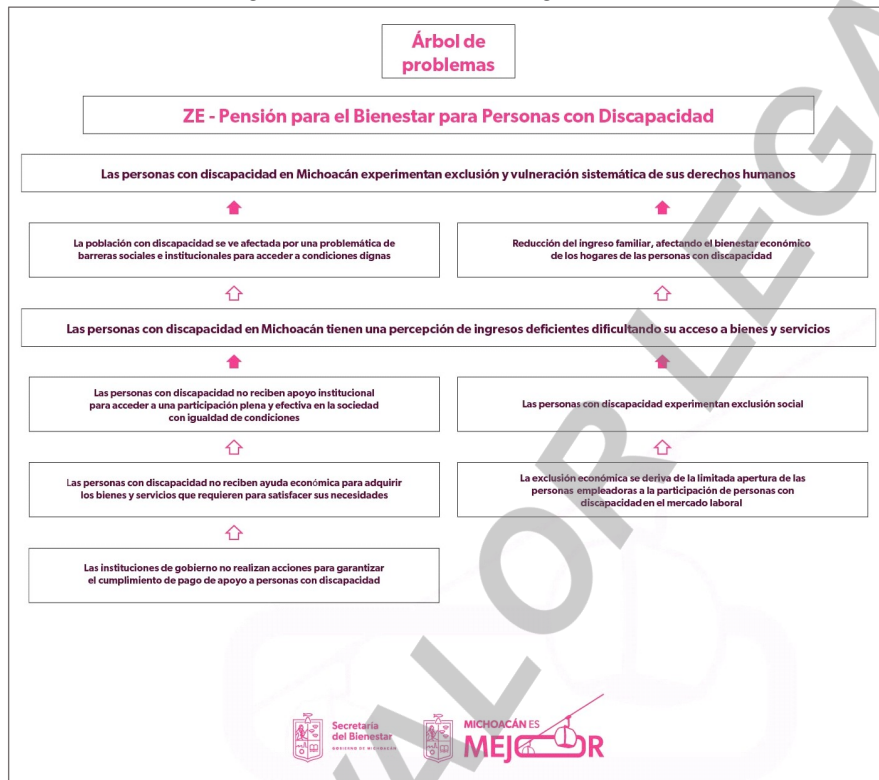 Árbol de
problemas
ZE - Pensión para el Bienestar para Personas con Discapacidad
Las personas con discapacidad en Michoacán experimentan exclusión y vulneración sistemática de sus derechos humanos
La población con discapacidad se ve afectada por una problemática de
barreras sociales e institucionales para acceder a condiciones dignas
Reducción del ingreso familiar, afectando el bienestar económico
de los hogares de las personas con discapacidad
Las personas con discapacidad en Michoacán tienen una percepción de ingresos deficientes dificultando su acceso a bienes y servicios
Las personas con discapacidad no reciben apoyo institucional
para acceder a una participación plena y efectiva en la sociedad
con igualdad de condiciones
Las personas con discapacidad experimentan exclusión social
Las personas con discapacidad no reciben ayuda económica para adquirir
los bienes y servicios que requieren para satisfacer sus necesidades
La exclusión económica se deriva de la limitada apertura de las
personas empleadoras a la participación de personas con
discapacidad en el mercado laboral
Las instituciones de gobierno no realizan acciones para garantizar
el cumplimiento de pago de apoyo a personas con discapacidad
VALOR LEGA
Secretaría
del Bienestar
GOBIERNO DE MICHOACÁN
MICHOACÁN ES
MEJOR